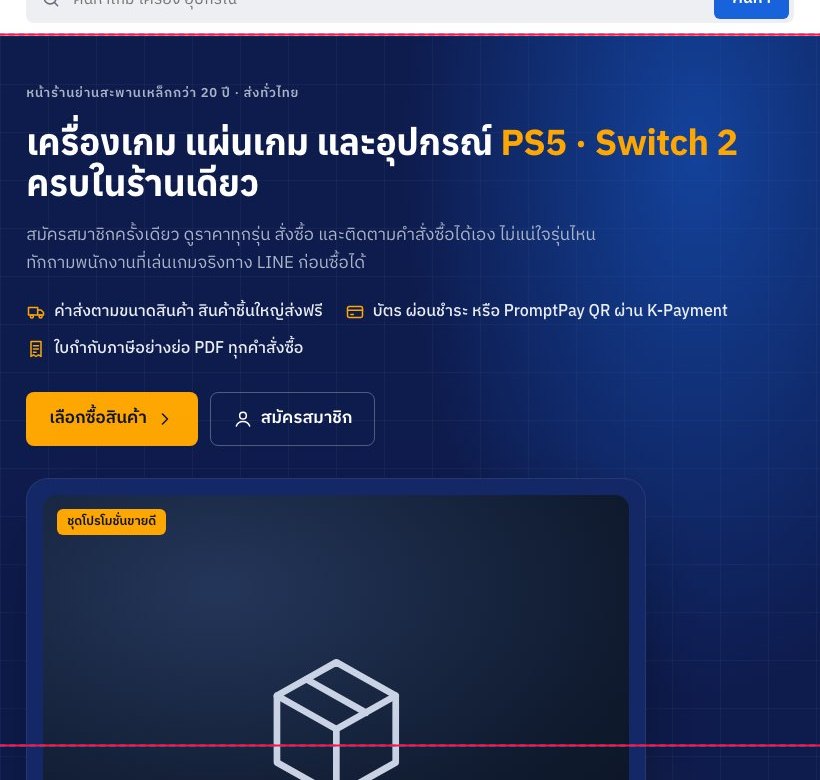 หน้าร้านย่านสะพานเหล็กกว่า 20 ปี · ส่งทั่วไทย
เครื่องเกม แผ่นเกม และอุปกรณ์ PS5 · Switch 2
ครบในร้านเดียว
สมัครสมาชิกครั้งเดียว ดูราคาทุกรุ่น สั่งซื้อ และติดตามคำสั่งซื้อได้เอง ไม่แน่ใจรุ่นไหน
ทักถามพนักงานที่เล่นเกมจริงทาง LINE ก่อนซื้อได้
ค่าส่งตามขนาดสินค้า สินค้าชิ้นใหญ่ส่งฟรี บัตร ผ่อนชำระ หรือ PromptPay QR ผ่าน K-Payment
ใบกำกับภาษีอย่างย่อ PDF ทุกคำสั่งซื้อ
เลือกซื้อสินค้า สมัครสมาชิก
ชุดโปรโมชั่นขายดี